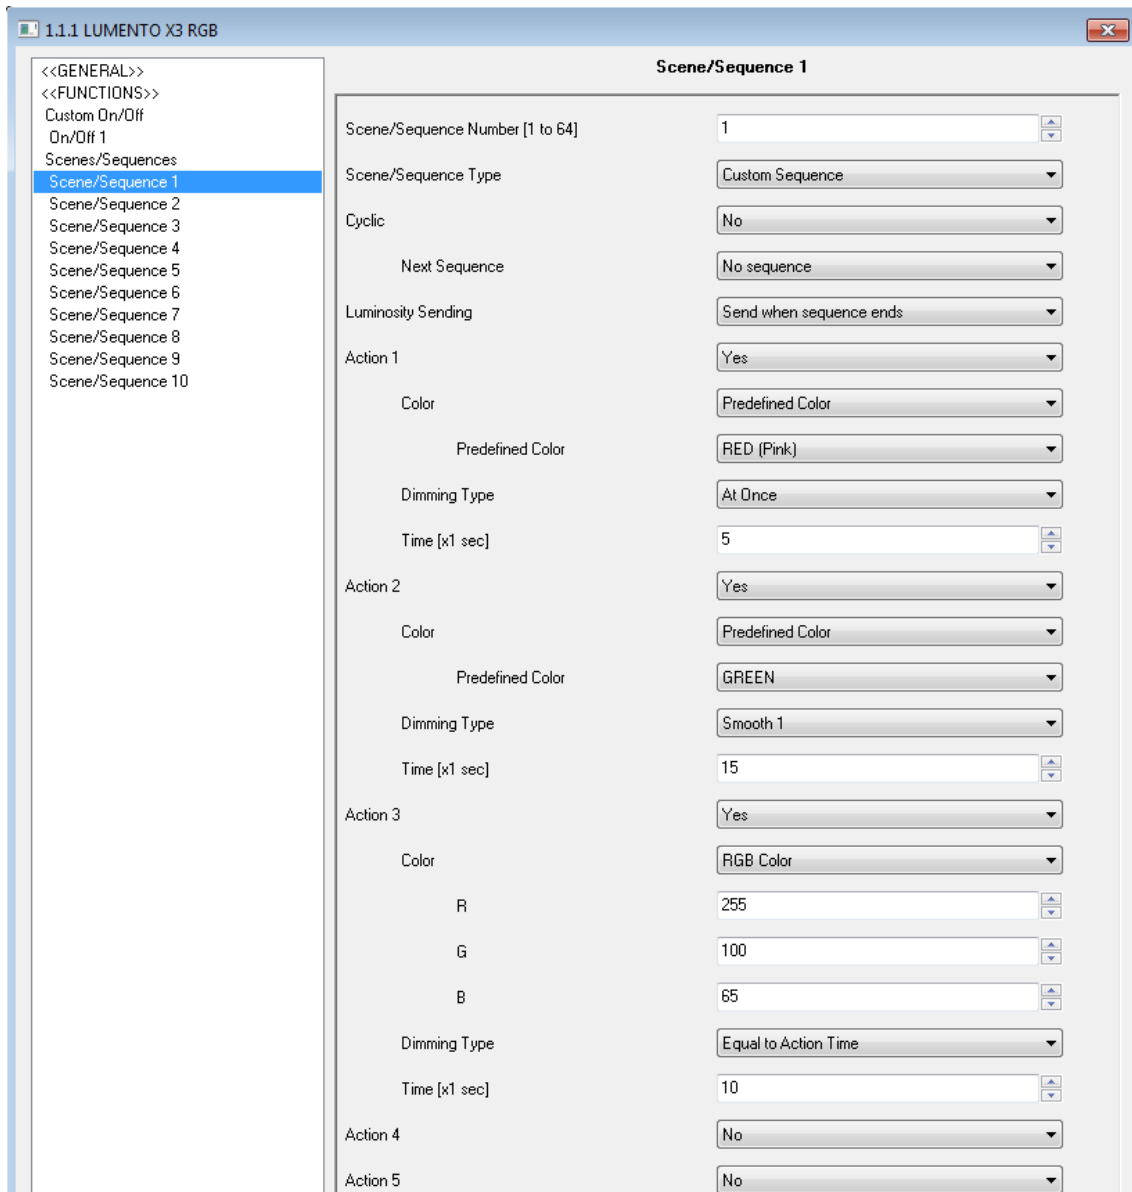 1.1.1 LUMENTO X3 RGB
<<GENERAL>>
<<FUNCTIONS>>
Custom On/Off
On/Off 1
Scenes/Sequences
Scene/Sequence 1
Scene/Sequence 2
Scene/Sequence 3
Scene/Sequence 4
Scene/Sequence 5
Scene/Sequence 6
Scene/Sequence 7
Scene/Sequence 8
Scene/Sequence 9
Scene/Sequence 10
Scene/Sequence 1
Scene/Sequence Number [1 to 64] 1
Scene/Sequence Type Custom Sequence
Cyclic No
Next Sequence No sequence
Luminosity Sending Send when sequence ends
Action 1 Yes
Color Predefined Color
Predefined Color RED (Pink)
Dimming Type At Once
Time [x1 sec] 5
Action 2 Yes
Color Predefined Color
Predefined Color GREEN
Dimming Type Smooth 1
Time [x1 sec] 15
Action 3 Yes
Color RGB Color
R 255
G 100
B 65
Dimming Type Equal to Action Time
Time [x1 sec] 10
Action 4 No
Action 5 No